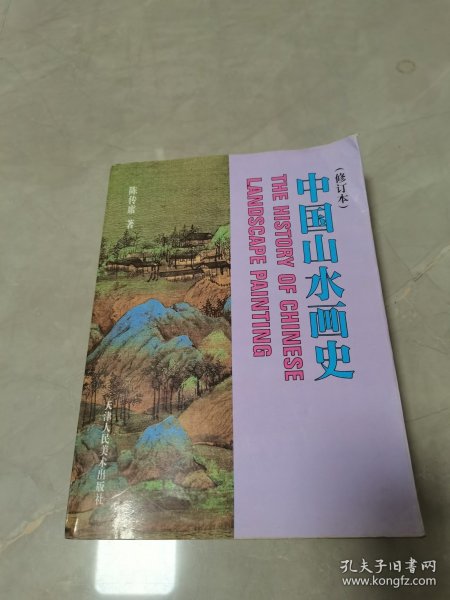 (修订本)
中国山水画史
THE HISTORY OF CHINESE
LANDSCAPE PAINTING
陈传席 著
天津人民美术出版社
孔夫子旧书网
www.kongfz.com